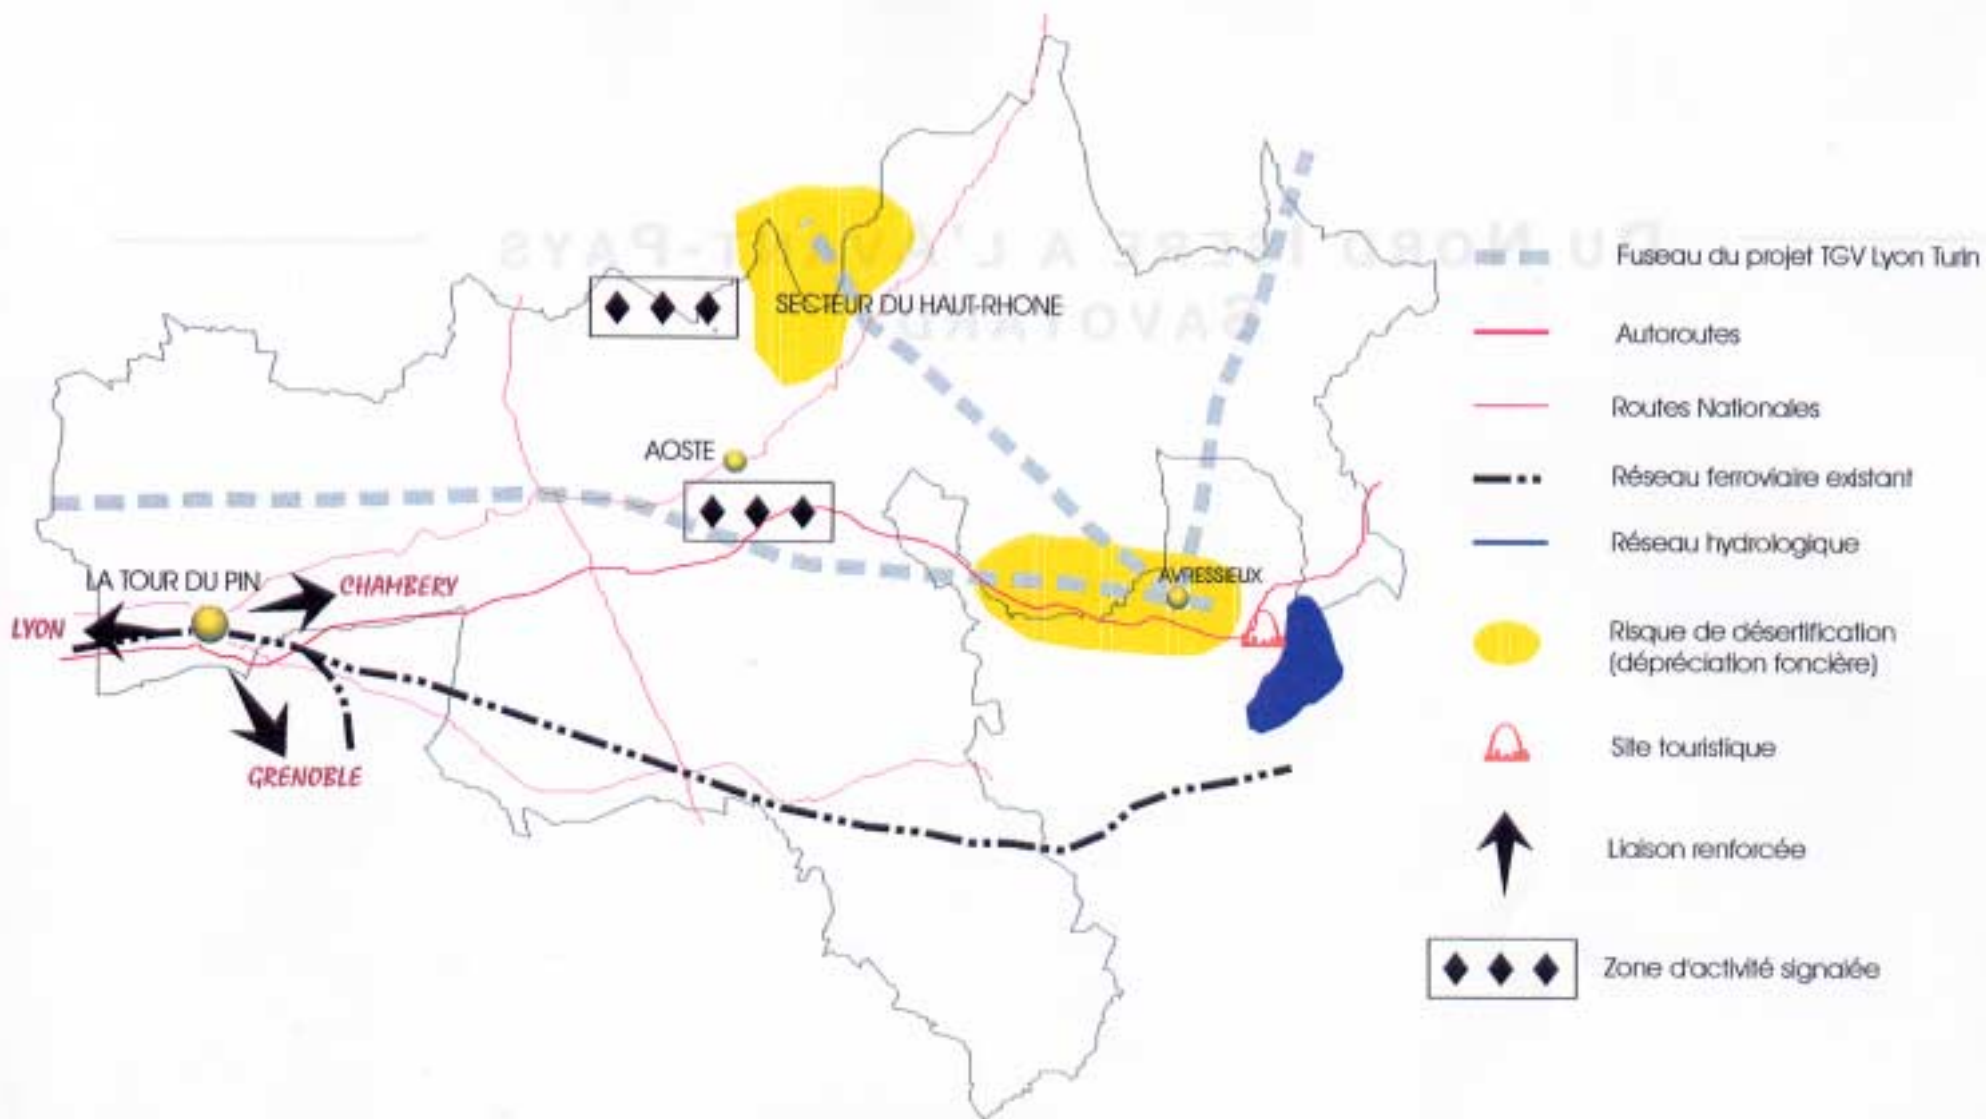 SECTEUR DU HAUT-RHONE
AOSTE
LA TOUR DU PIN
CHAMBERY
LYON
GRENOBLE
AVRESSIEUX
Fuseau du projet TGV Lyon Turin
Autoroutes
Routes Nationales
Réseau ferroviaire existant
Réseau hydrologique
Risque de désertification
(dépréciation foncière)
Site touristique
Liaison renforcée
Zone d'activité signalée